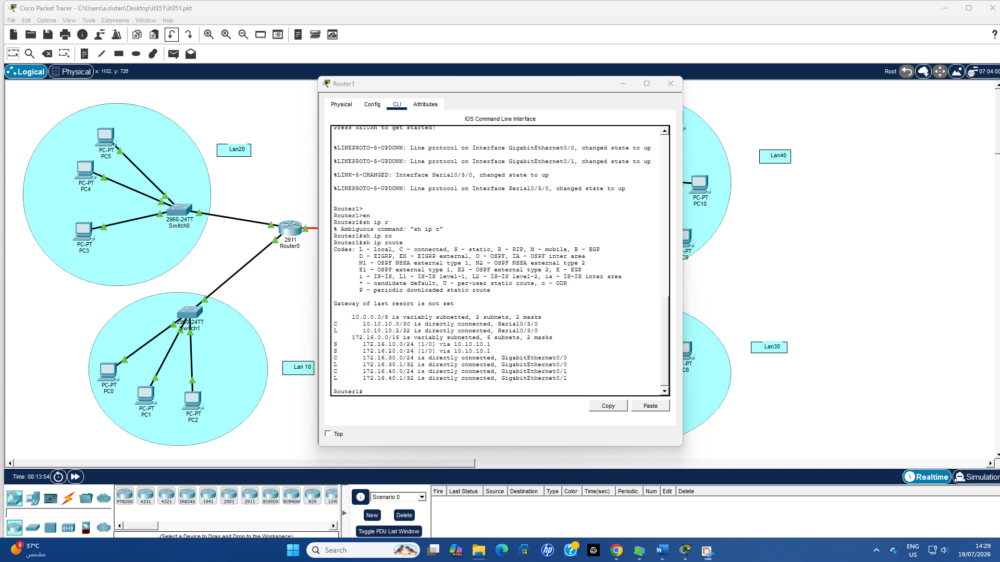 Cisco Packet Tracer - C:\Users\a.slutan\Desktop\it351\it351.pkt
File Edit Options View Tools Extensions Window Help
?
Logical
Physical
x: 1102, y: 726
Root
07:04:00
PC-PT
PC5
PC-PT
PC4
PC-PT
PC3
2960-24TT
Switch0
Lan20
2911
Router0
2960-24TT
Switch1
PC-PT
PC0
PC-PT
PC1
PC-PT
PC2
Lan 10
Router1
Physical Config CLI Attributes
IOS Command Line Interface
Press RETURN to get started!
%LINEPROTO-5-UPDOWN: Line protocol on Interface GigabitEthernet0/0, changed state to up
%LINEPROTO-5-UPDOWN: Line protocol on Interface GigabitEthernet0/1, changed state to up
%LINK-5-CHANGED: Interface Serial0/3/0, changed state to up
%LINEPROTO-5-UPDOWN: Line protocol on Interface Serial0/3/0, changed state to up
Router1>
Router1>en
Router1#sh ip r
% Ambiguous command: "sh ip r"
Router1#sh ip ro
Router1#sh ip route
Codes: L - local, C - connected, S - static, R - RIP, M - mobile, B - BGP
D - EIGRP, EX - EIGRP external, O - OSPF, IA - OSPF inter area
N1 - OSPF NSSA external type 1, N2 - OSPF NSSA external type 2
E1 - OSPF external type 1, E2 - OSPF external type 2, E - EGP
i - IS-IS, L1 - IS-IS level-1, L2 - IS-IS level-2, ia - IS-IS inter area
* - candidate default, U - per-user static route, o - ODR
P - periodic downloaded static route
Gateway of last resort is not set
10.0.0.0/8 is variably subnetted, 2 subnets, 2 masks
C 10.10.10.0/30 is directly connected, Serial0/3/0
L 10.10.10.2/32 is directly connected, Serial0/3/0
172.16.0.0/16 is variably subnetted, 6 subnets, 2 masks
S 172.16.10.0/24 [1/0] via 10.10.10.1
S 172.16.20.0/24 [1/0] via 10.10.10.1
C 172.16.30.0/24 is directly connected, GigabitEthernet0/0
L 172.16.30.1/32 is directly connected, GigabitEthernet0/0
C 172.16.40.0/24 is directly connected, GigabitEthernet0/1
L 172.16.40.1/32 is directly connected, GigabitEthernet0/1
Router1#
Copy Paste
Top
Lan40
PC-PT
PC10
-PT
C9
Lan30
-PT
C8
Time: 00:13:54
Realtime
Simulation
PT8200 4331 4321 IR8340 1941 2901 2911 819IOX 819HGW 829 1240
(Select a Device to Drag and Drop to the Workspace)
Scenario 0
New Delete
Toggle PDU List Window
Fire Last Status Source Destination Type Color Time(sec) Periodic Num Edit Delete
6
37°C
مشمس
Search
M365
hp
ENG
US
14:29
19/07/2026